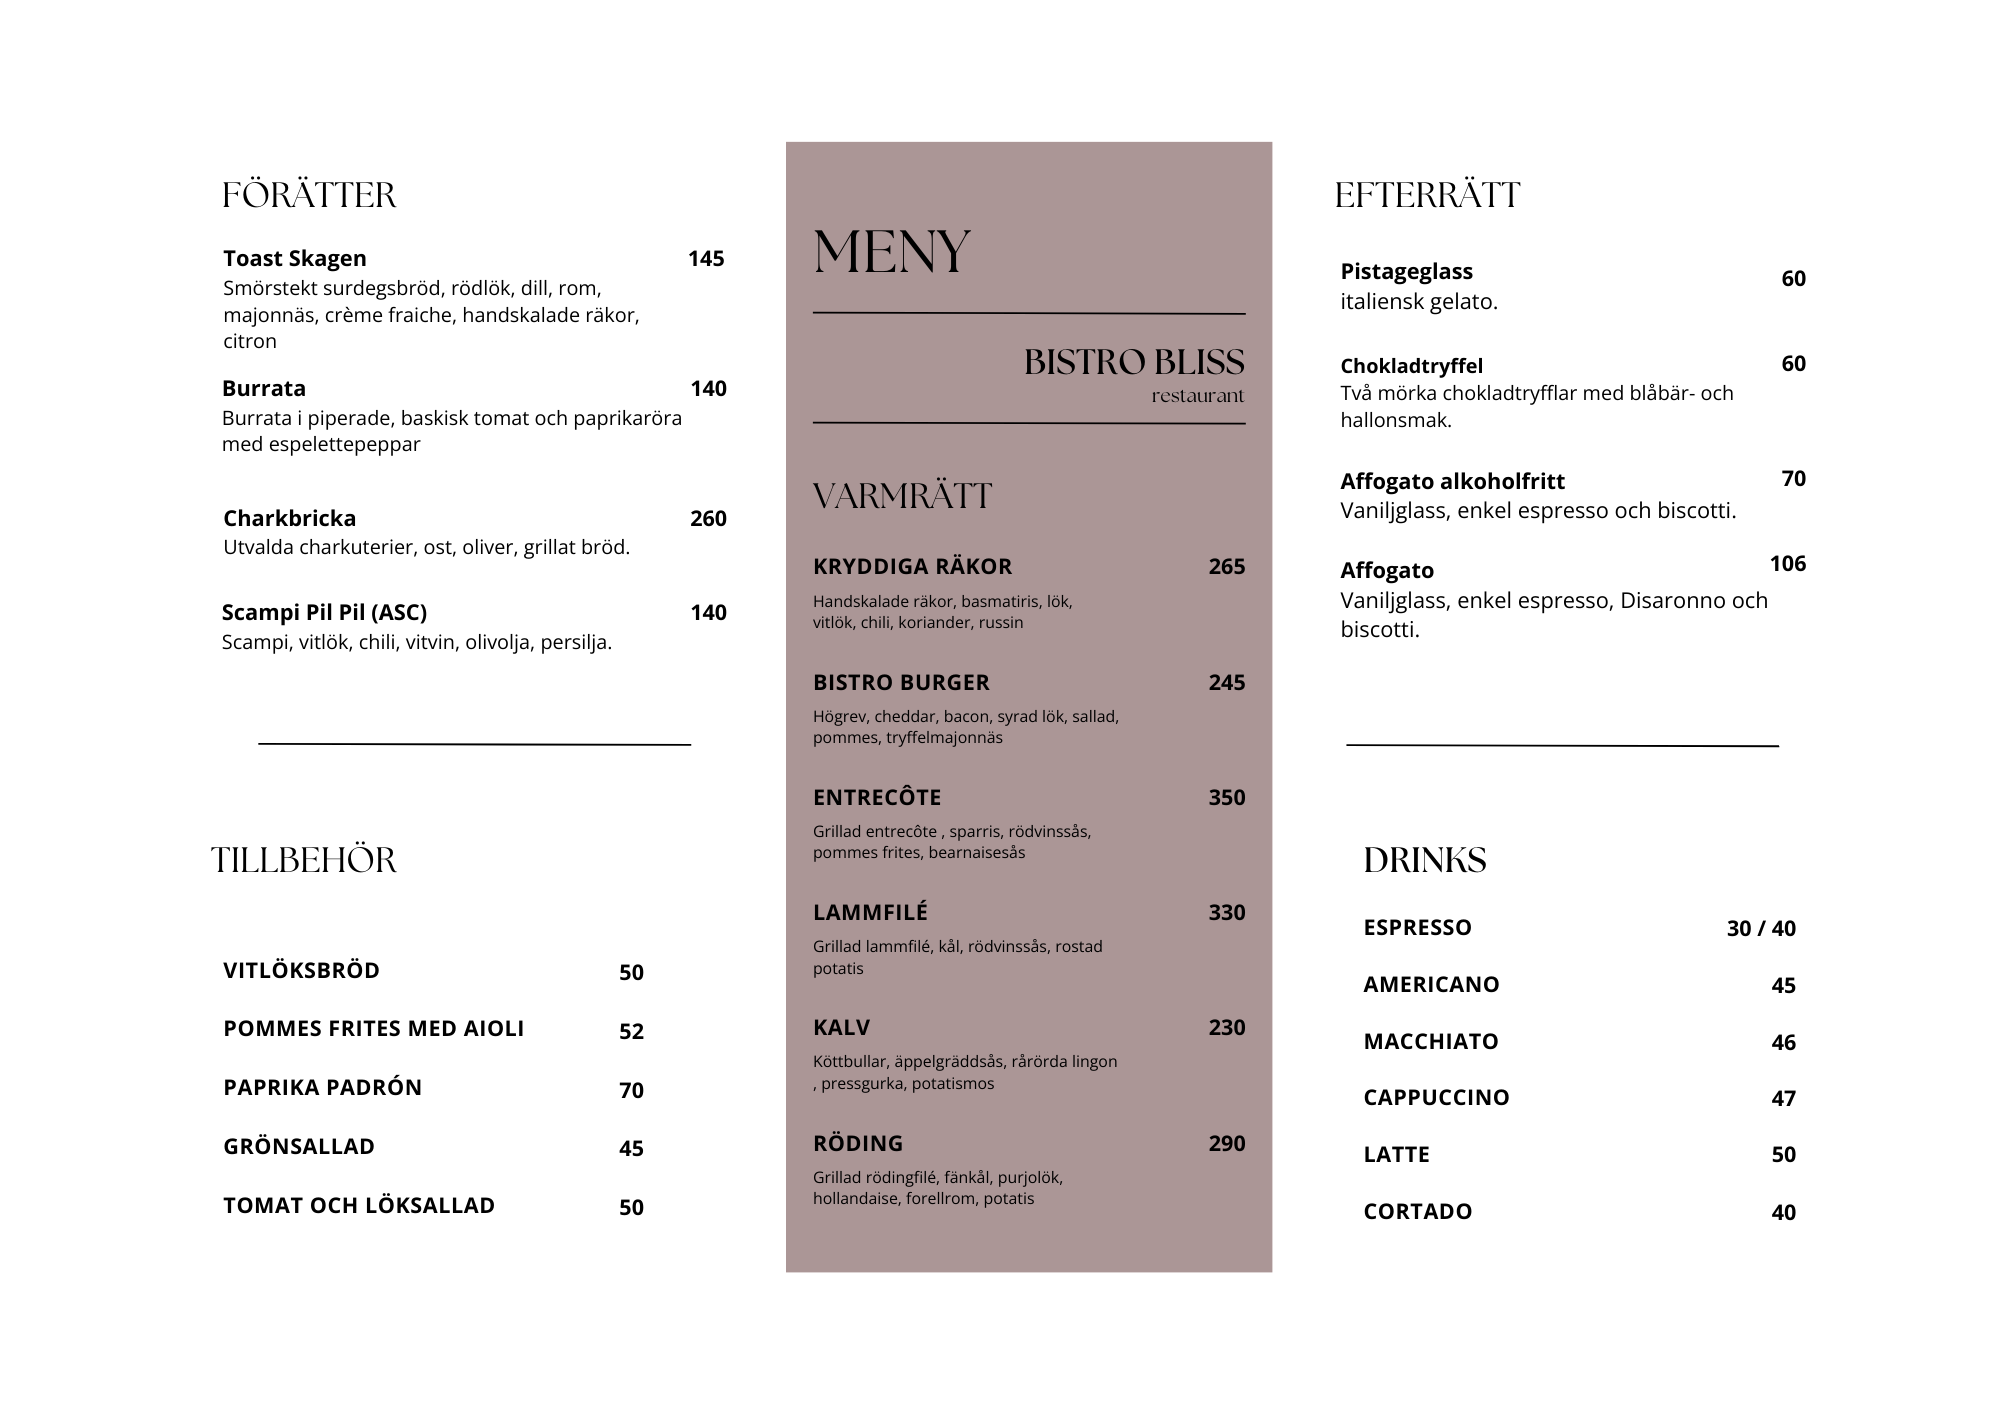 FÖRÄTTER
Toast Skagen 145
Smörstekt surdegsbröd, rödlök, dill, rom,
majonnäs, crème fraiche, handskalade räkor,
citron
Burrata 140
Burrata i piperade, baskisk tomat och paprikaröra
med espelettepeppar
Charkbricka 260
Utvalda charkuterier, ost, oliver, grillat bröd.
Scampi Pil Pil (ASC) 140
Scampi, vitlök, chili, vitvin, olivolja, persilja.
TILLBEHÖR
VITLÖKSBRÖD 50
POMMES FRITES MED AIOLI 52
PAPRIKA PADRÓN 70
GRÖNSALLAD 45
TOMAT OCH LÖKSALLAD 50
MENY
BISTRO BLISS
restaurant
VARMRÄTT
KRYDDIGA RÄKOR 265
Handskalade räkor, basmatiris, lök,
vitlök, chili, koriander, russin
BISTRO BURGER 245
Högrev, cheddar, bacon, syrad lök, sallad,
pommes, tryffelmajonnäs
ENTRECÔTE 350
Grillad entrecôte , sparris, rödvinssås,
pommes frites, bearnaisesås
LAMMFILÉ 330
Grillad lammfilé, kål, rödvinssås, rostad
potatis
KALV 230
Köttbullar, äppelgräddsås, rårörda lingon
, pressgurka, potatismos
RÖDING 290
Grillad rödingfilé, fänkål, purjolök,
hollandaise, forellrom, potatis
EFTERRÄTT
Pistageglass 60
italiensk gelato.
Chokladtryffel 60
Två mörka chokladtryfflar med blåbär- och
hallonsmak.
Affogato alkoholfritt 70
Vaniljglass, enkel espresso och biscotti.
Affogato 106
Vaniljglass, enkel espresso, Disaronno och
biscotti.
DRINKS
ESPRESSO 30 / 40
AMERICANO 45
MACCHIATO 46
CAPPUCCINO 47
LATTE 50
CORTADO 40